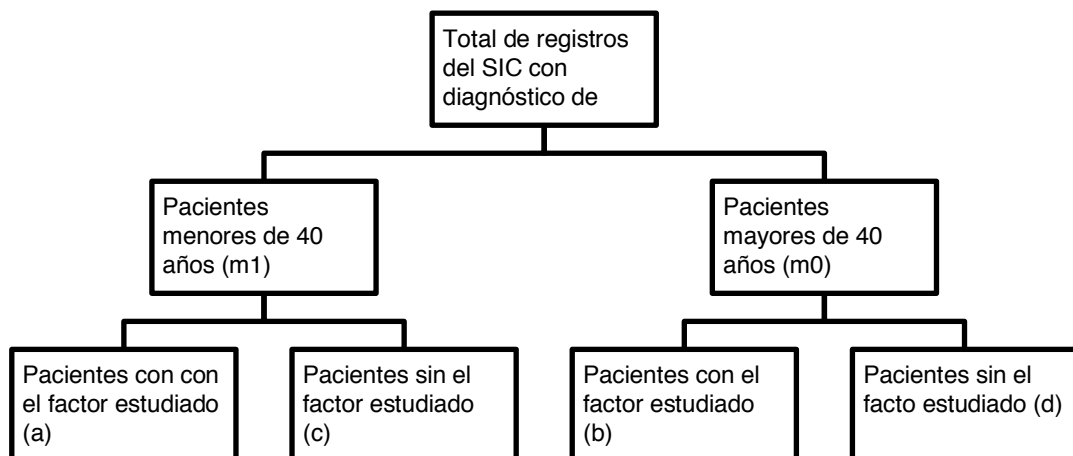 Total de registros
del SIC con
diagnóstico de
Pacientes
menores de 40
años (m1)
Pacientes
mayores de 40
años (m0)
Pacientes con con
el factor estudiado
(a)
Pacientes sin el
factor estudiado
(c)
Pacientes con el
factor estudiado
(b)
Pacientes sin el
facto estudiado (d)